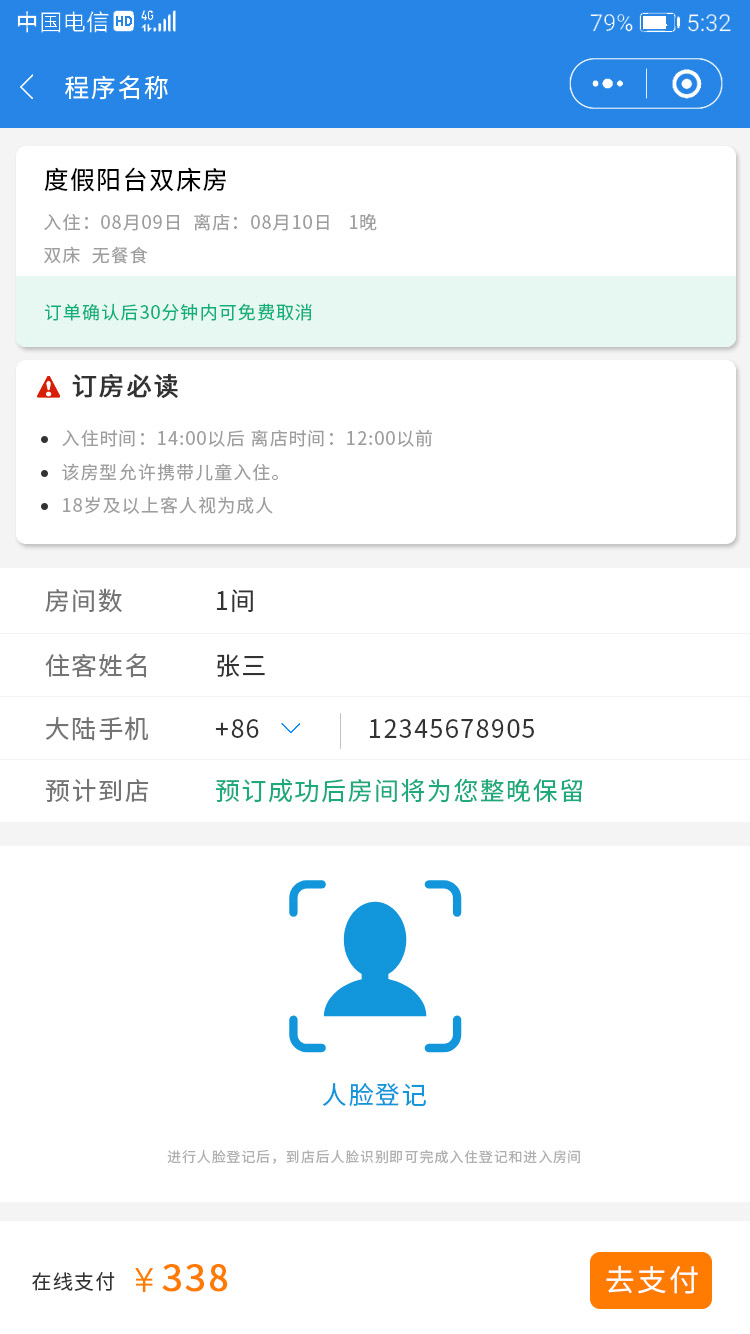 中国电信 HD 4G 79% 5:32
程序名称
度假阳台双床房
入住：08月09日 离店：08月10日 1晚
双床 无餐食
订单确认后30分钟内可免费取消
订房必读
入住时间：14:00以后 离店时间：12:00以前
该房型允许携带儿童入住。
18岁及以上客人视为成人
房间数 1间
住客姓名 张三
大陆手机 +86 12345678905
预计到店 预订成功后房间将为您整晚保留
人脸登记
进行人脸登记后，到店后人脸识别即可完成入住登记和进入房间
在线支付 ￥338 去支付